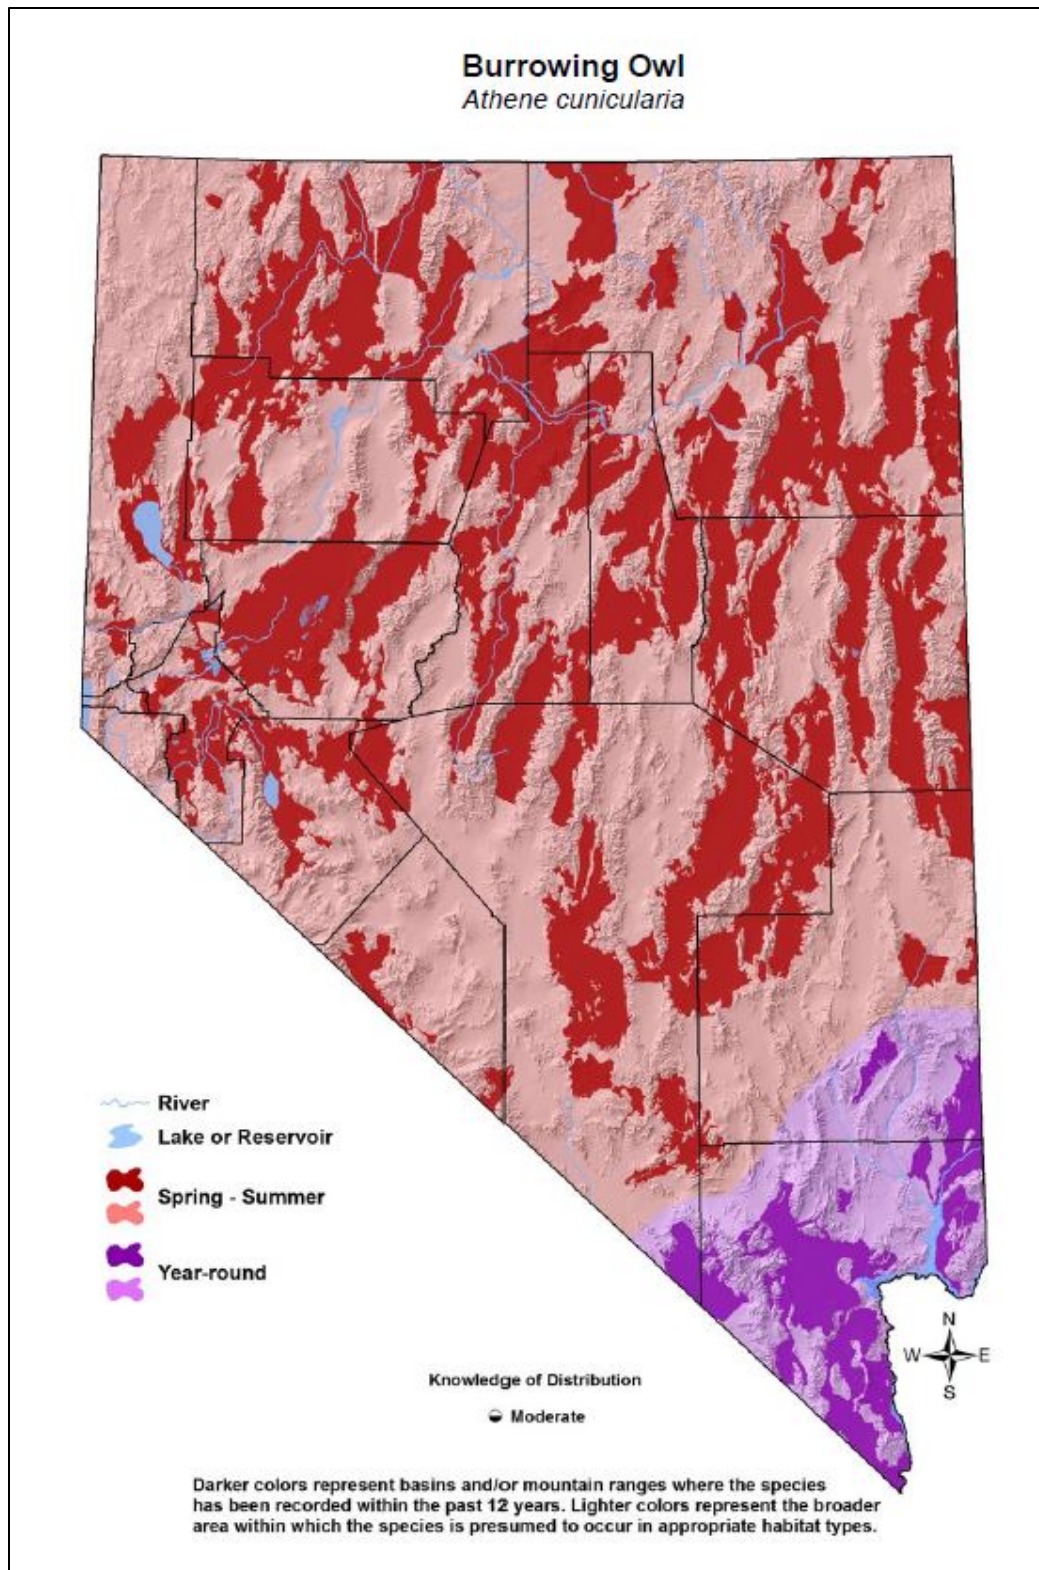 Burrowing Owl
Athene cunicularia
River
Lake or Reservoir
Spring - Summer
Year-round
N
W E
S
Knowledge of Distribution
Moderate
Darker colors represent basins and/or mountain ranges where the species
has been recorded within the past 12 years. Lighter colors represent the broader
area within which the species is presumed to occur in appropriate habitat types.